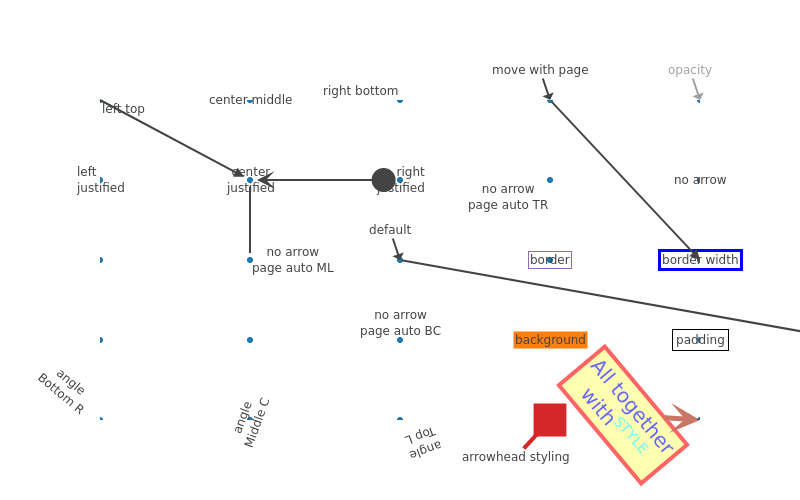 move with page
opacity
right bottom
center middle
left top
left
justified
center
justified
right
justified
no arrow
no arrow
page auto TR
default
no arrow
page auto ML
border
border width
no arrow
page auto BC
background
padding
angle
Bottom R
angle
Middle C
angle
Top L
arrowhead styling
All together
with STYLE